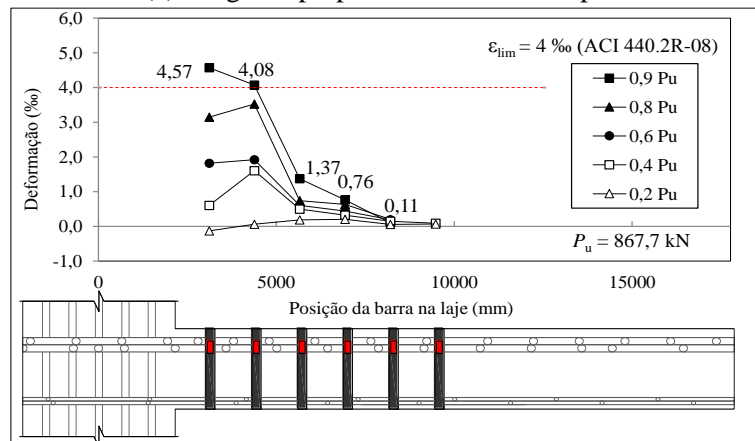 6,0
5,0
4,0
3,0
2,0
1,0
0,0
-1,0
Deformação (‰)
4,57
4,08
1,37
0,76
0,11
εlim = 4 ‰ (ACI 440.2R-08)
0,9 Pu
0,8 Pu
0,6 Pu
0,4 Pu
0,2 Pu
Pu = 867,7 kN
0 5000 10000 15000
Posição da barra na laje (mm)